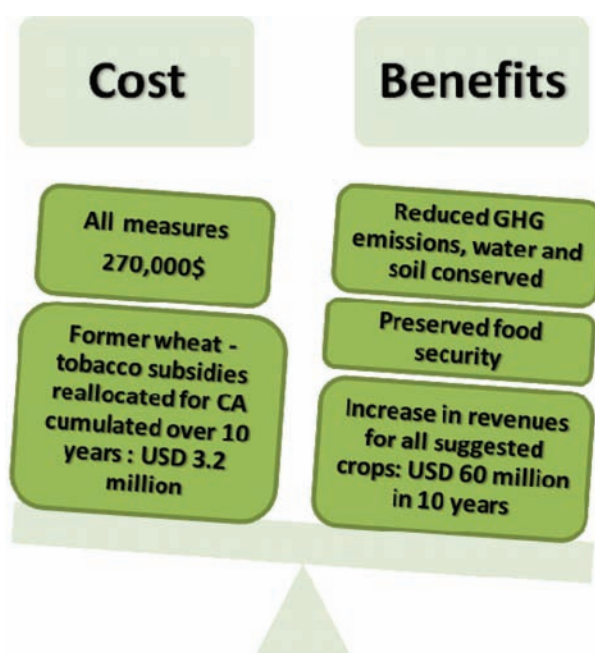 Cost
All measures
270,000$
Former wheat -
tobacco subsidies
reallocated for CA
cumulated over 10
years : USD 3.2
million
Benefits
Reduced GHG
emissions, water and
soil conserved
Preserved food
security
Increase in revenues
for all suggested
crops: USD 60 million
in 10 years